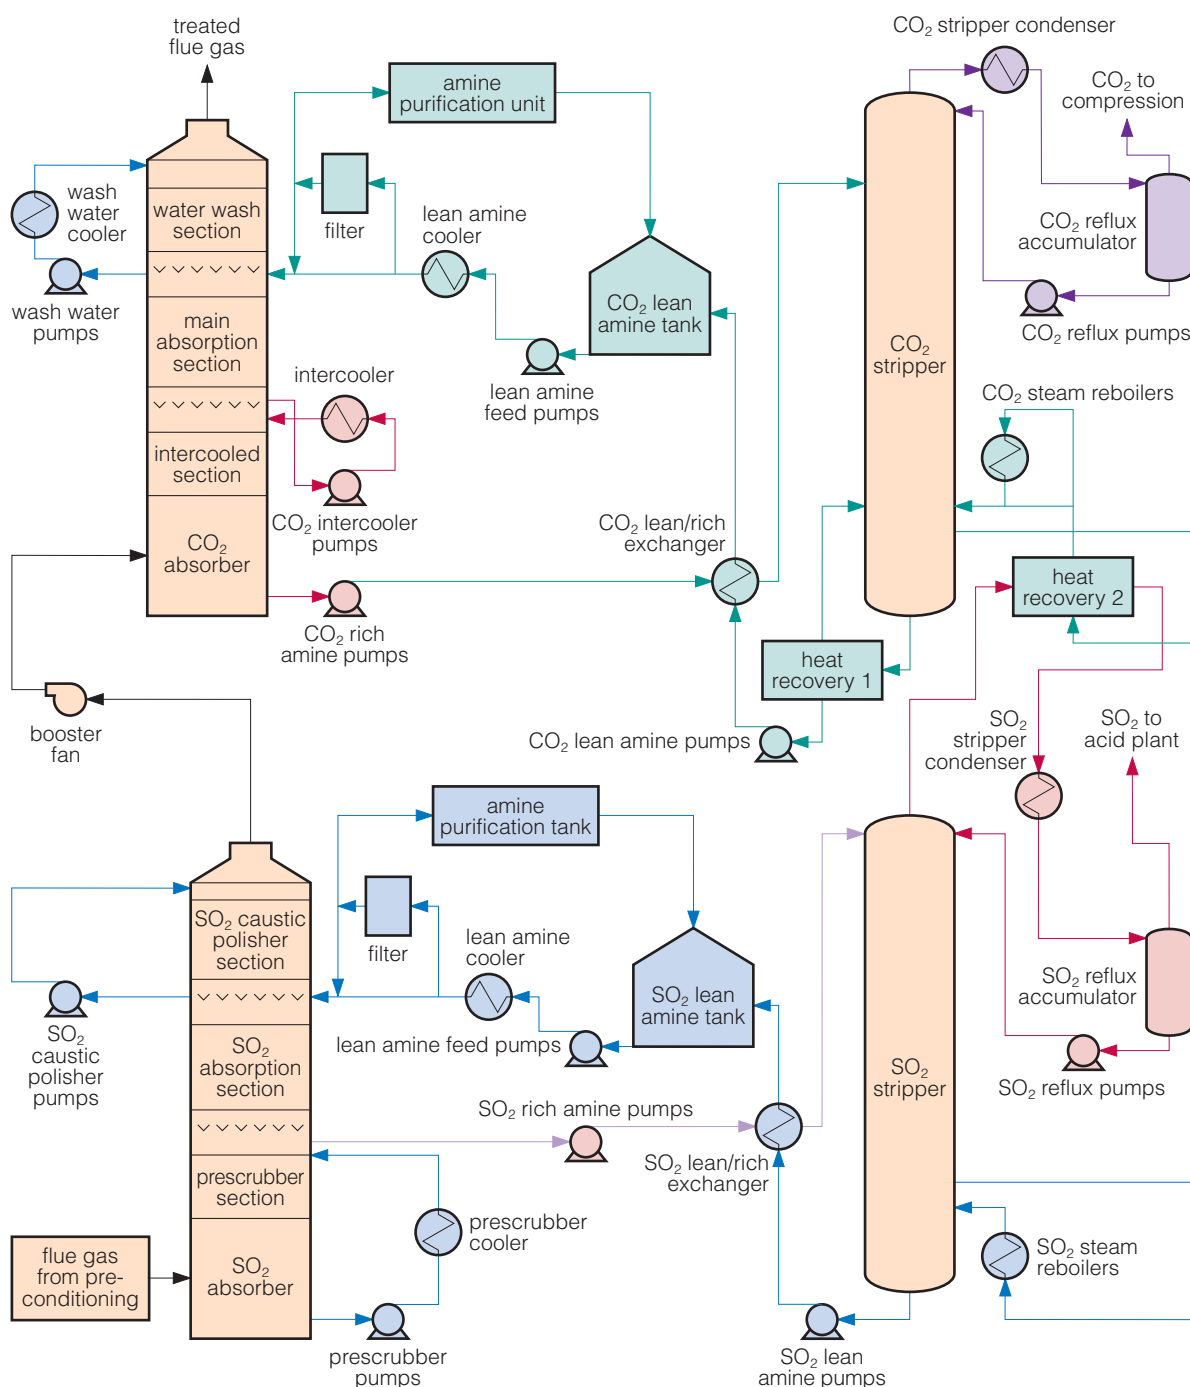 treated
flue gas
wash
water
cooler
wash water
pumps
water wash
section
main
absorption
section
intercooled
section
CO₂
absorber
amine
purification unit
filter
lean amine
cooler
CO₂ lean
amine tank
lean amine
feed pumps
intercooler
CO₂ intercooler
pumps
CO₂ rich
amine pumps
CO₂ lean/rich
exchanger
CO₂ stripper condenser
CO₂ to
compression
CO₂ reflux
accumulator
CO₂ reflux pumps
CO₂
stripper
CO₂ steam reboilers
heat
recovery 2
heat
recovery 1
CO₂ lean amine pumps
booster
fan
SO₂
stripper
condenser
SO₂ to
acid plant
amine
purification tank
SO₂ caustic
polisher
section
filter
lean amine
cooler
SO₂ lean
amine tank
lean amine feed pumps
SO₂
caustic
polisher
pumps
SO₂
absorption
section
SO₂ reflux
accumulator
SO₂ reflux pumps
SO₂
stripper
SO₂ rich amine pumps
SO₂ lean/rich
exchanger
prescrubber
section
prescrubber
cooler
flue gas
from pre-
conditioning
SO₂
absorber
prescrubber
pumps
SO₂ steam
reboilers
SO₂ lean
amine pumps